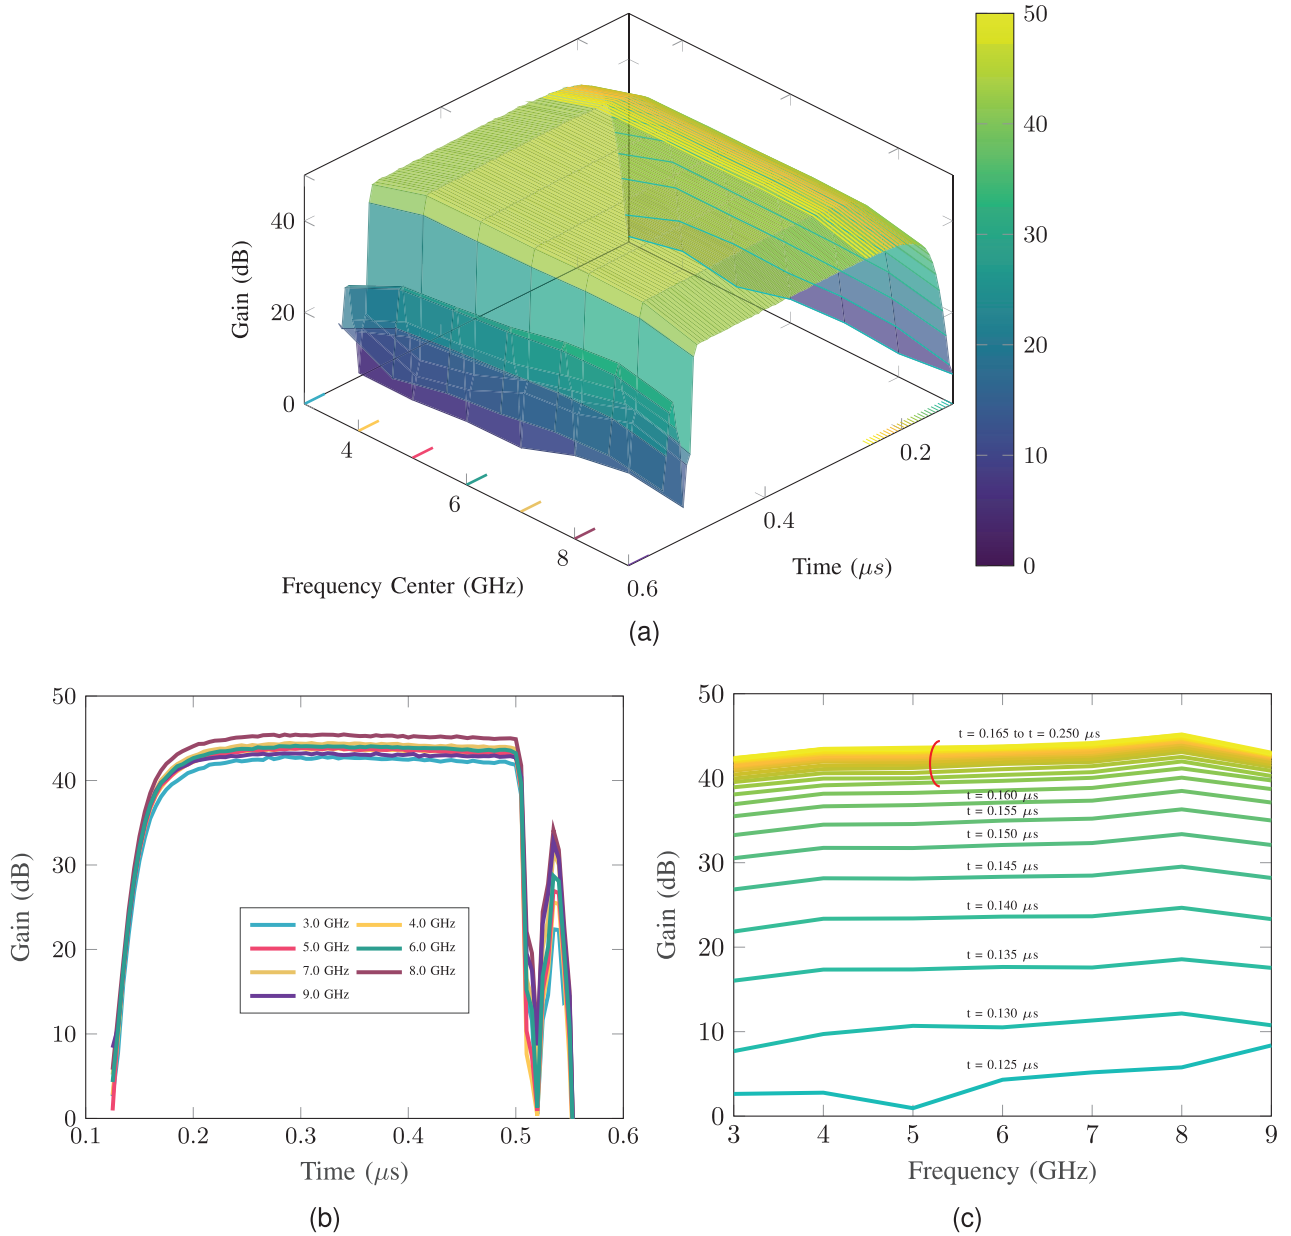 50
40
30
20
10
0
40
20
0
Gain (dB)
4
6
8
Frequency Center (GHz)
0.2
0.4
0.6
Time (μs)
(a)
50
40
30
20
10
0
Gain (dB)
3.0 GHz 4.0 GHz
5.0 GHz 6.0 GHz
7.0 GHz 8.0 GHz
9.0 GHz
0.1 0.2 0.3 0.4 0.5 0.6
Time (μs)
(b)
50
40
30
20
10
0
Gain (dB)
t = 0.165 to t = 0.250 μs
t = 0.160 μs
t = 0.155 μs
t = 0.150 μs
t = 0.145 μs
t = 0.140 μs
t = 0.135 μs
t = 0.130 μs
t = 0.125 μs
3 4 5 6 7 8 9
Frequency (GHz)
(c)